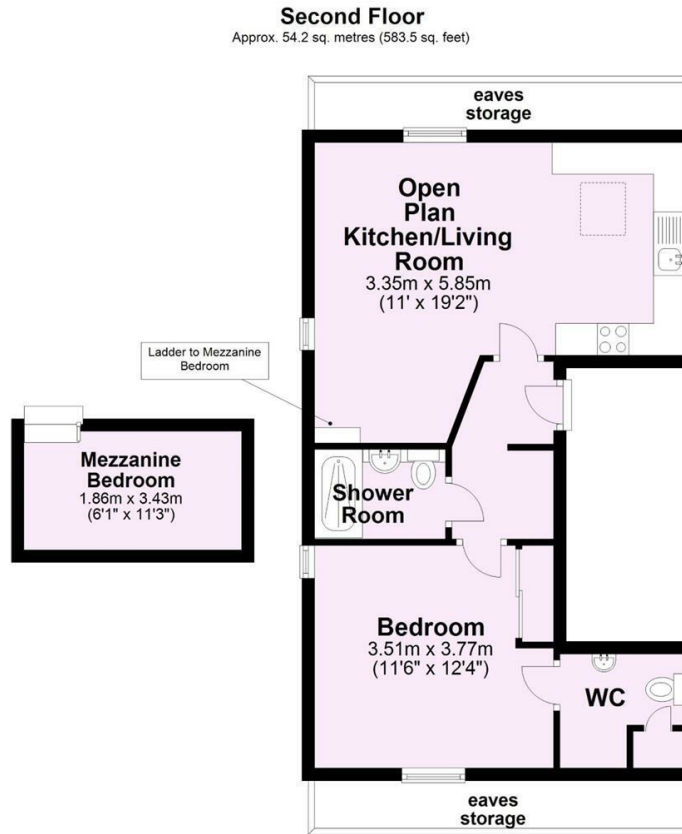 Second Floor
Approx. 54.2 sq. metres (583.5 sq. feet)
eaves
storage
Open
Plan
Kitchen/Living
Room
3.35m x 5.85m
(11' x 19'2")
Ladder to Mezzanine
Bedroom
Mezzanine
Bedroom
1.86m x 3.43m
(6'1" x 11'3")
Shower
Room
Bedroom
3.51m x 3.77m
(11'6" x 12'4")
WC
eaves
storage